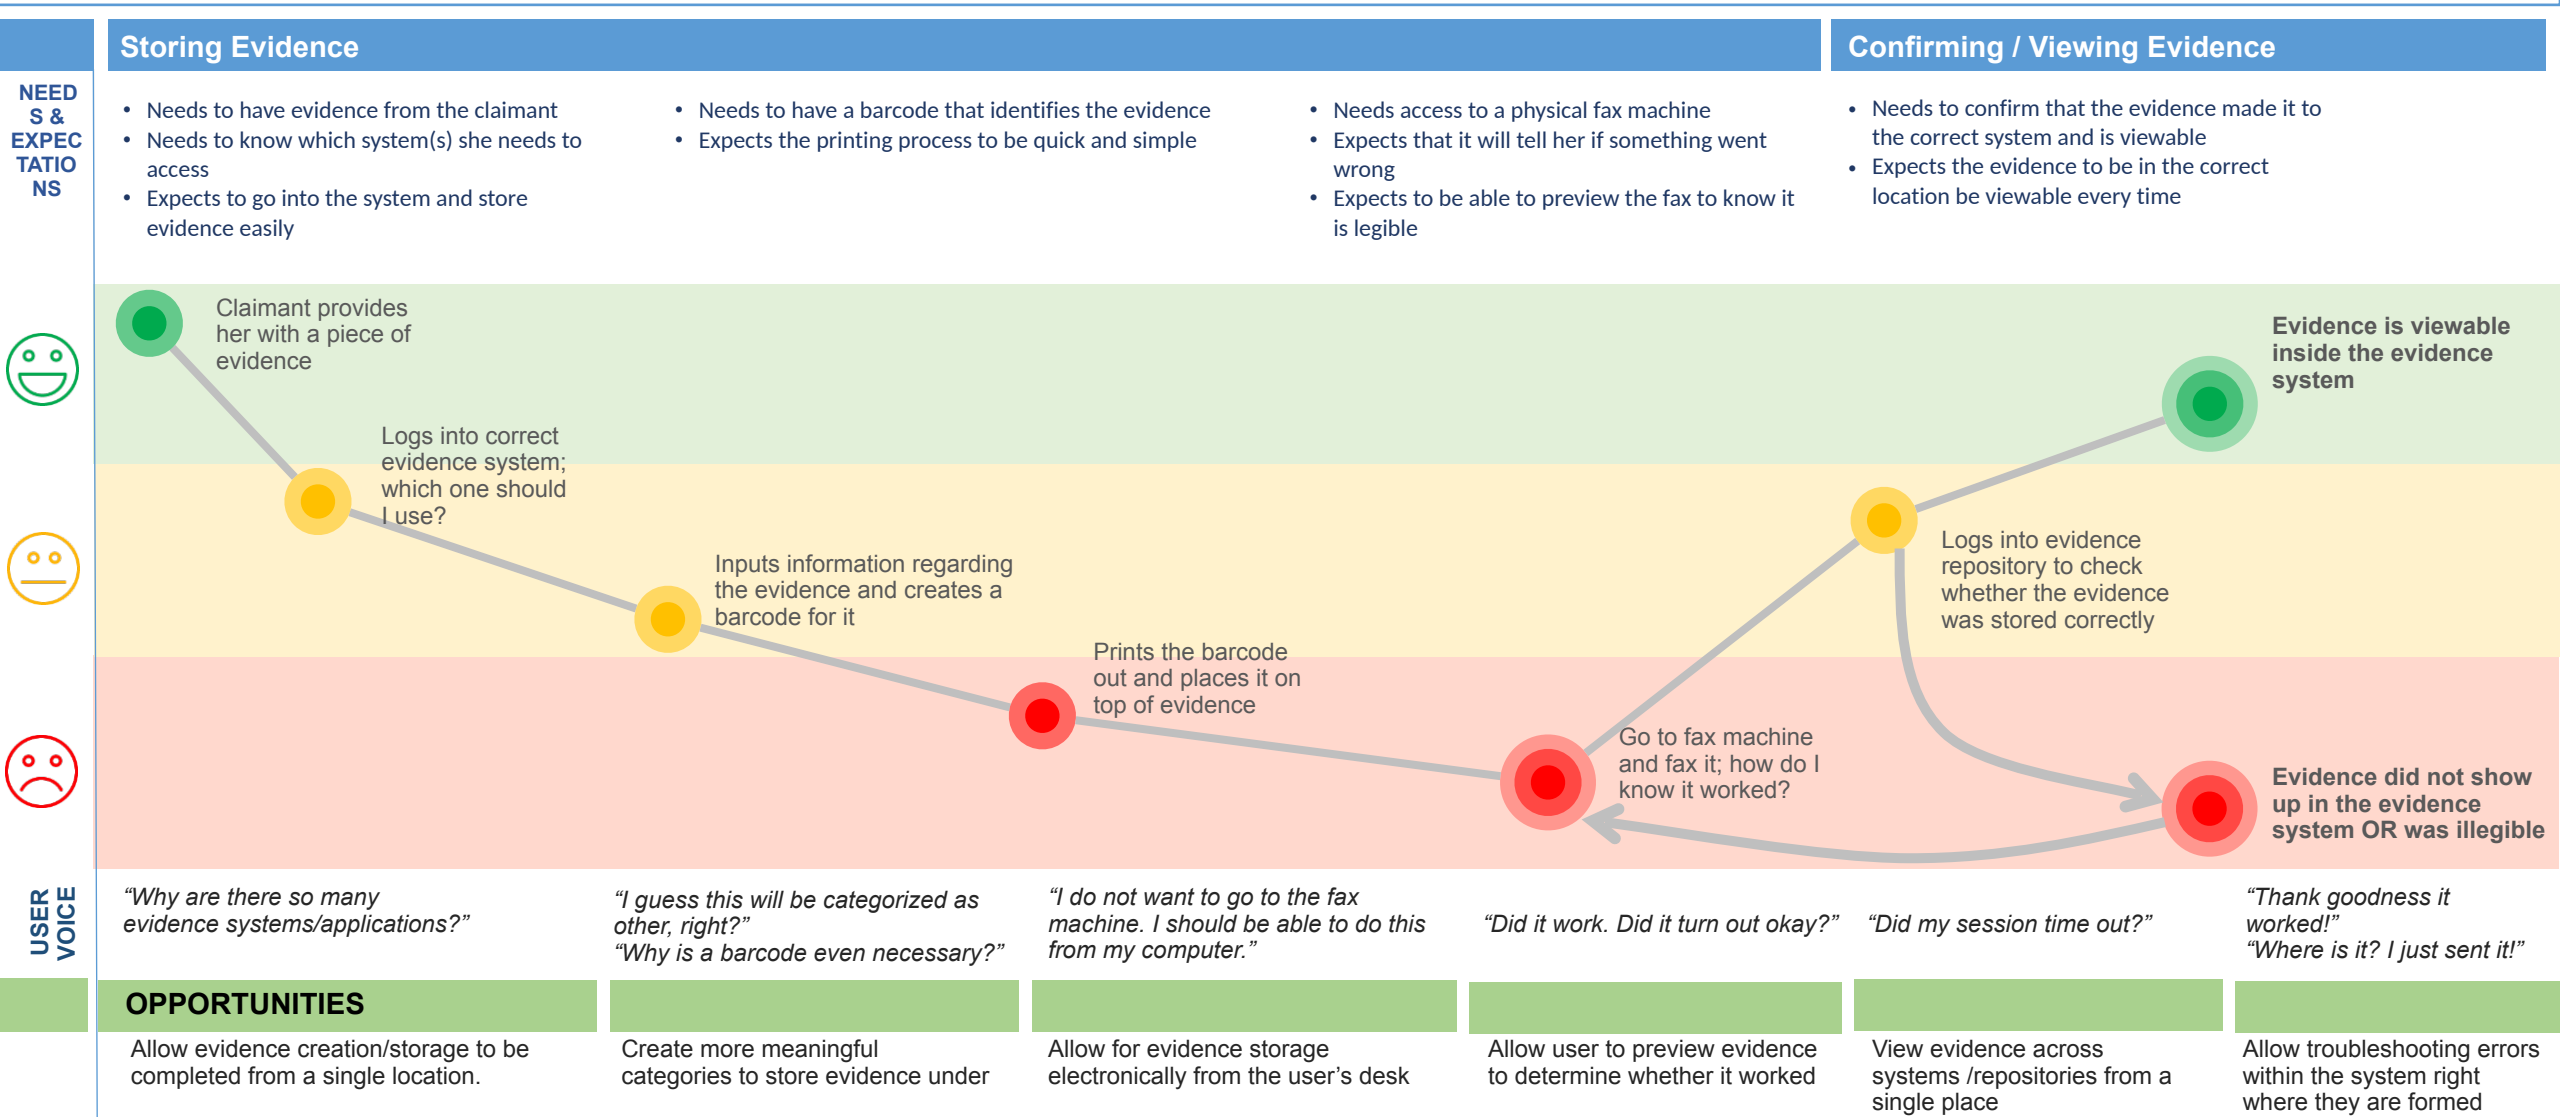 Storing Evidence
Confirming / Viewing Evidence
NEED
S &
EXPEC
TATIO
NS
• Needs to have evidence from the claimant
• Needs to know which system(s) she needs to
access
• Expects to go into the system and store
evidence easily
• Needs to have a barcode that identifies the evidence
• Expects the printing process to be quick and simple
• Needs access to a physical fax machine
• Expects that it will tell her if something went
wrong
• Expects to be able to preview the fax to know it
is legible
• Needs to confirm that the evidence made it to
the correct system and is viewable
• Expects the evidence to be in the correct
location be viewable every time
Claimant provides
her with a piece of
evidence
Logs into correct
evidence system;
which one should
I use?
Inputs information regarding
the evidence and creates a
barcode for it
Prints the barcode
out and places it on
top of evidence
Go to fax machine
and fax it; how do I
know it worked?
Logs into evidence
repository to check
whether the evidence
was stored correctly
Evidence is viewable
inside the evidence
system
Evidence did not show
up in the evidence
system OR was illegible
USER
VOICE
“Why are there so many
evidence systems/applications?”
“I guess this will be categorized as
other, right?”
“Why is a barcode even necessary?”
“I do not want to go to the fax
machine. I should be able to do this
from my computer.”
“Did it work. Did it turn out okay?”
“Did my session time out?”
“Thank goodness it
worked!”
“Where is it? I just sent it!”
OPPORTUNITIES
Allow evidence creation/storage to be
completed from a single location.
Create more meaningful
categories to store evidence under
Allow for evidence storage
electronically from the user’s desk
Allow user to preview evidence
to determine whether it worked
View evidence across
systems /repositories from a
single place
Allow troubleshooting errors
within the system right
where they are formed